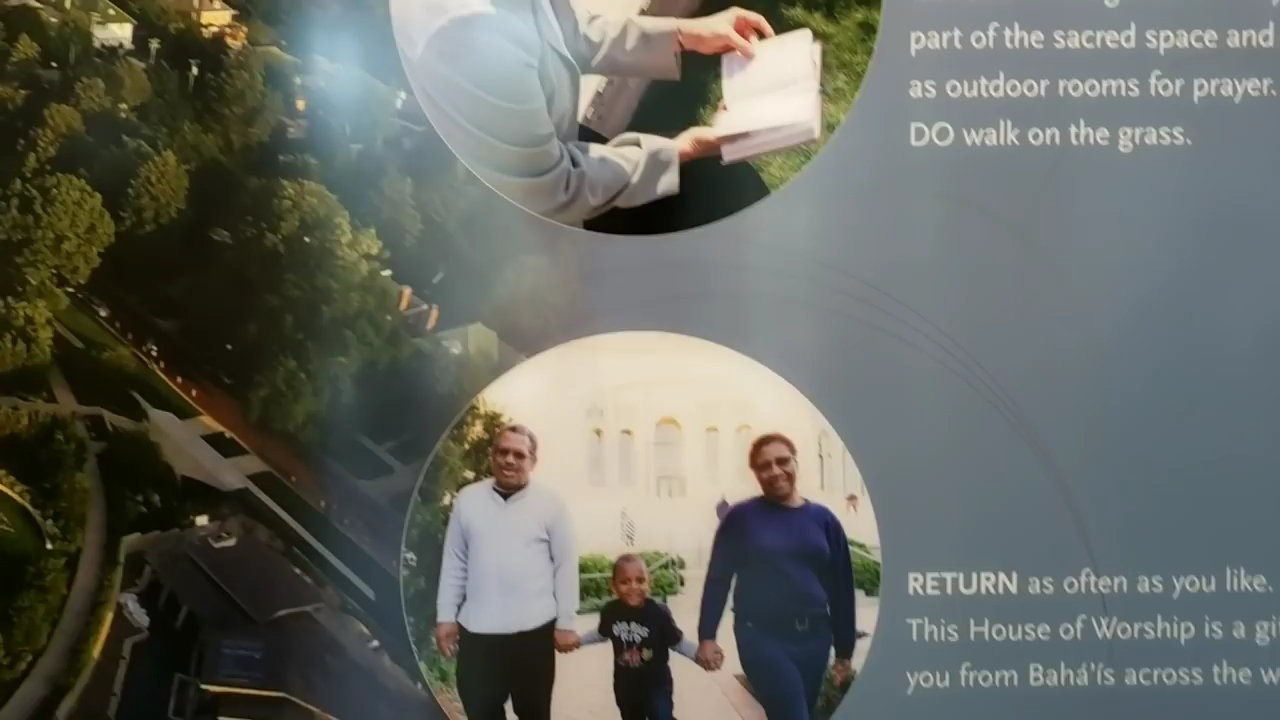 part of the sacred space and
as outdoor rooms for prayer.
DO walk on the grass.
RETURN as often as you like.
This House of Worship is a
you from Bahá'ís across the